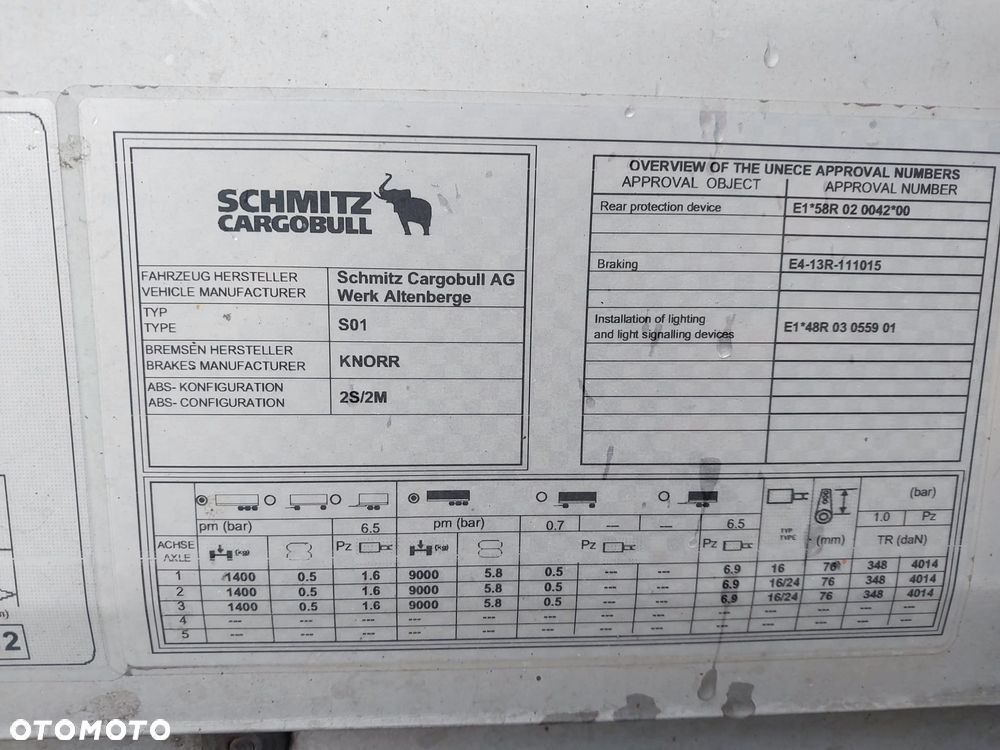 SCHMITZ
CARGOBULL
FAHRZEUG HERSTELLER
VEHICLE MANUFACTURER
Schmitz Cargobull AG
Werk Altenberge
TYP
TYPE
S01
BREMSEN HERSTELLER
BRAKES MANUFACTURER
KNORR
ABS- KONFIGURATION
ABS- CONFIGURATION
2S/2M
OVERVIEW OF THE UNECE APPROVAL NUMBERS
APPROVAL OBJECT APPROVAL NUMBER
Rear protection device E1*58R 02 0042*00
Braking E4-13R-111015
Installation of lighting
and light signalling devices
E1*48R 03 0559 01
(bar)
pm (bar) 6.5 pm (bar) 0.7 --- --- 6.5 1.0 Pz
TYP
TYPE
ACHSE
AXLE
(kg) Pz (kg) Pz Pz (mm) TR (daN)
1 1400 0.5 1.6 9000 5.8 0.5 --- --- 6.9 16 76 348 4014
2 1400 0.5 1.6 9000 5.8 0.5 --- --- 6.9 16/24 76 348 4014
3 1400 0.5 1.6 9000 5.8 0.5 --- --- 6.9 16/24 76 348 4014
4 --- --- --- --- --- --- --- --- --- --- --- --- ---
5 --- --- --- --- --- --- --- --- --- --- --- --- ---
2
OTOMOTO